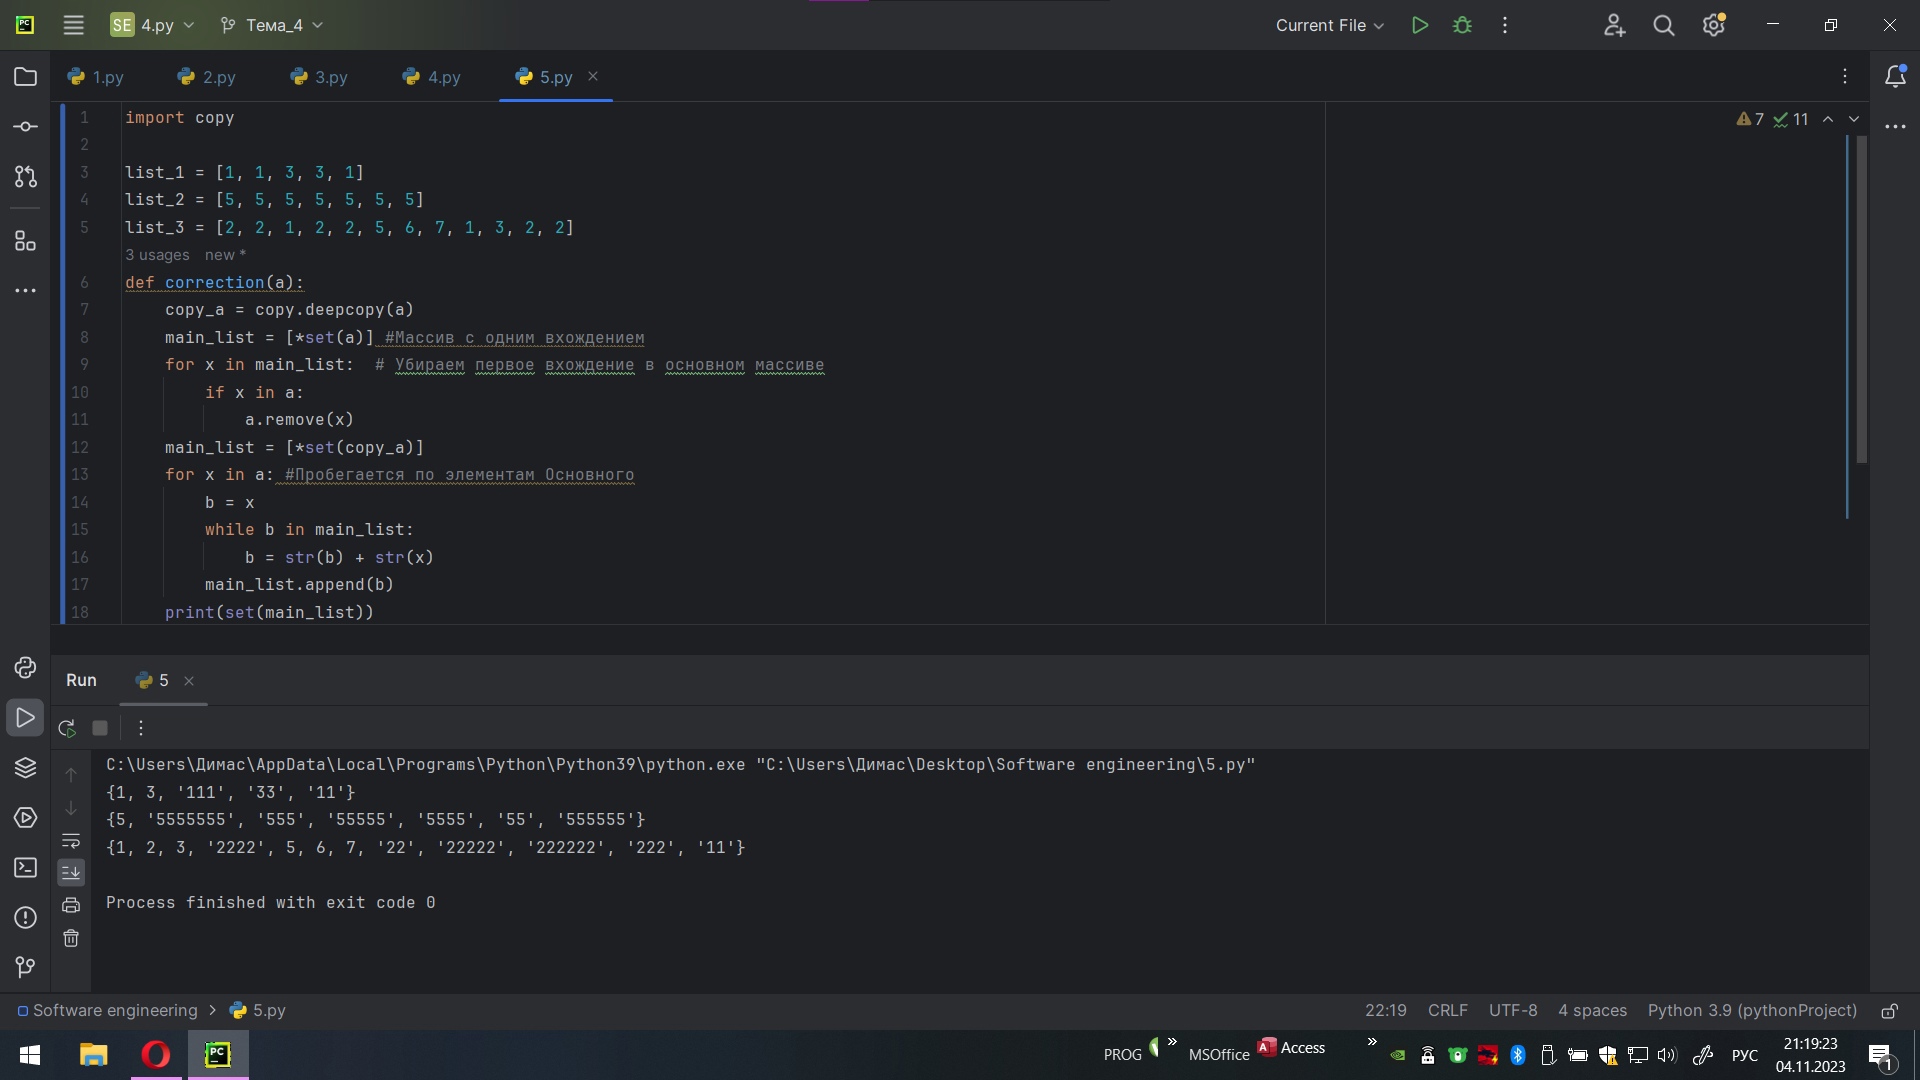 SE 4.py Тема_4 Current File
1.py 2.py 3.py 4.py 5.py
7 11
1 import copy
2
3 list_1 = [1, 1, 3, 3, 1]
4 list_2 = [5, 5, 5, 5, 5, 5, 5]
5 list_3 = [2, 2, 1, 2, 2, 5, 6, 7, 1, 3, 2, 2]
3 usages new *
6 def correction(a):
7 copy_a = copy.deepcopy(a)
8 main_list = [*set(a)] #Массив с одним вхождением
9 for x in main_list: # Убираем первое вхождение в основном массиве
10 if x in a:
11 a.remove(x)
12 main_list = [*set(copy_a)]
13 for x in a: #Пробегается по элементам Основного
14 b = x
15 while b in main_list:
16 b = str(b) + str(x)
17 main_list.append(b)
18 print(set(main_list))
Run 5
C:\Users\Димас\AppData\Local\Programs\Python\Python39\python.exe "C:\Users\Димас\Desktop\Software engineering\5.py"
{1, 3, '111', '33', '11'}
{5, '5555555', '555', '55555', '5555', '55', '555555'}
{1, 2, 3, '2222', 5, 6, 7, '22', '22222', '222222', '222', '11'}
Process finished with exit code 0
Software engineering > 5.py 22:19 CRLF UTF-8 4 spaces Python 3.9 (pythonProject)
PC PROG » MSOffice A Access » РУС 21:19:23
04.11.2023 1